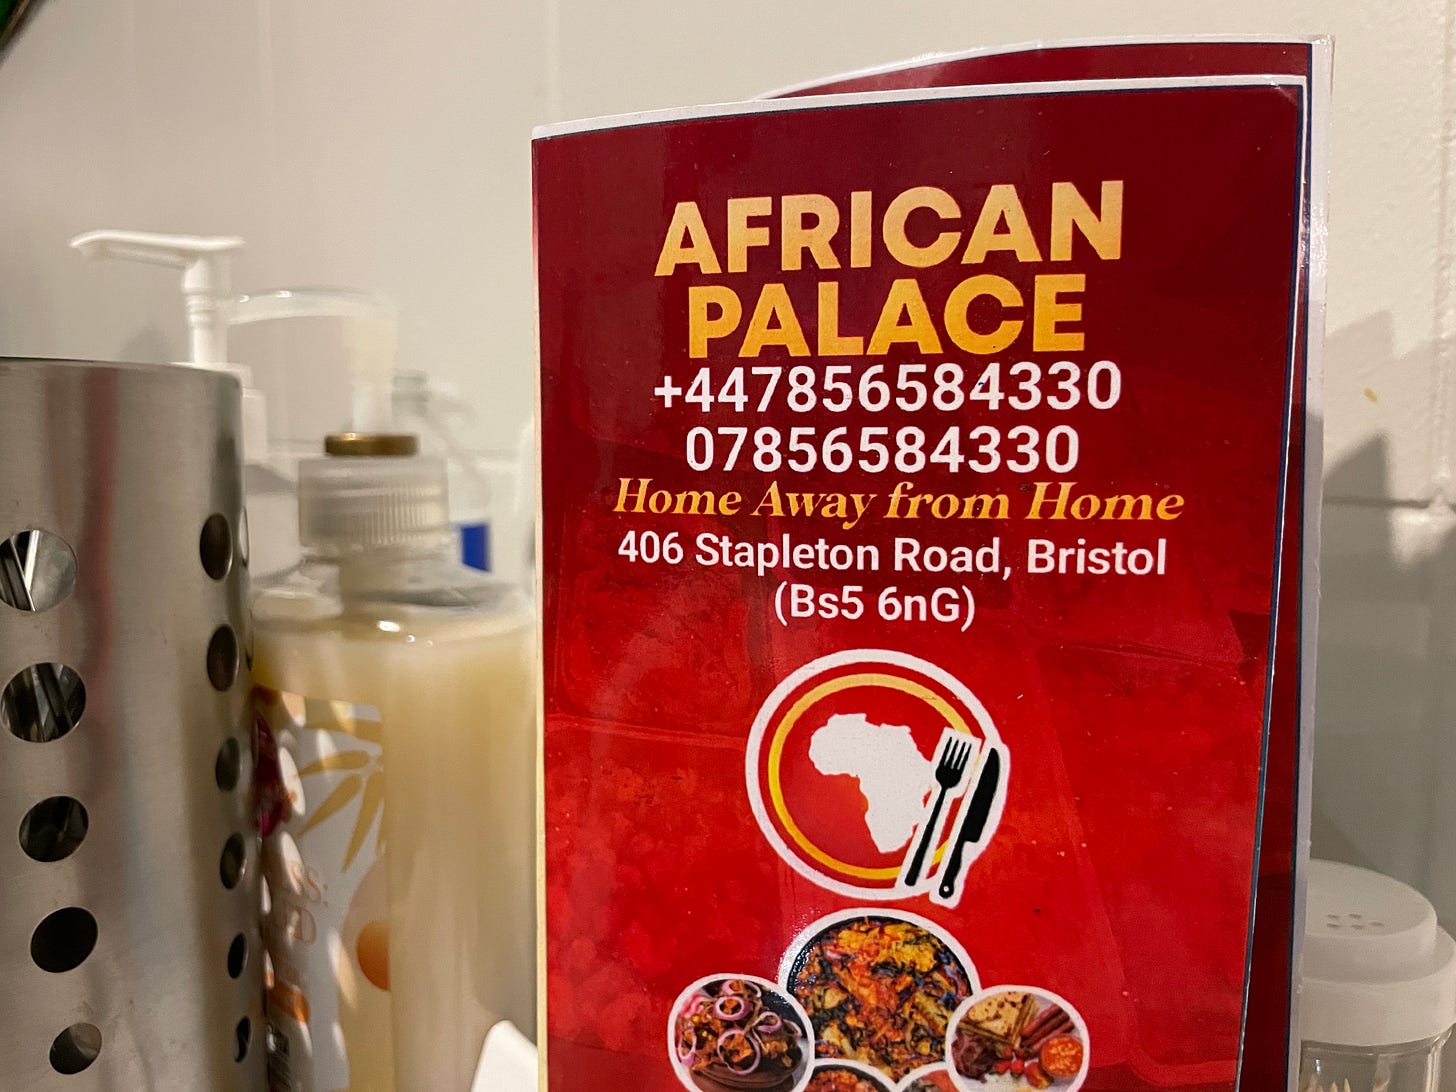 AFRICAN
PALACE
+447856584330
07856584330
Home Away from Home
406 Stapleton Road, Bristol
(Bs5 6nG)